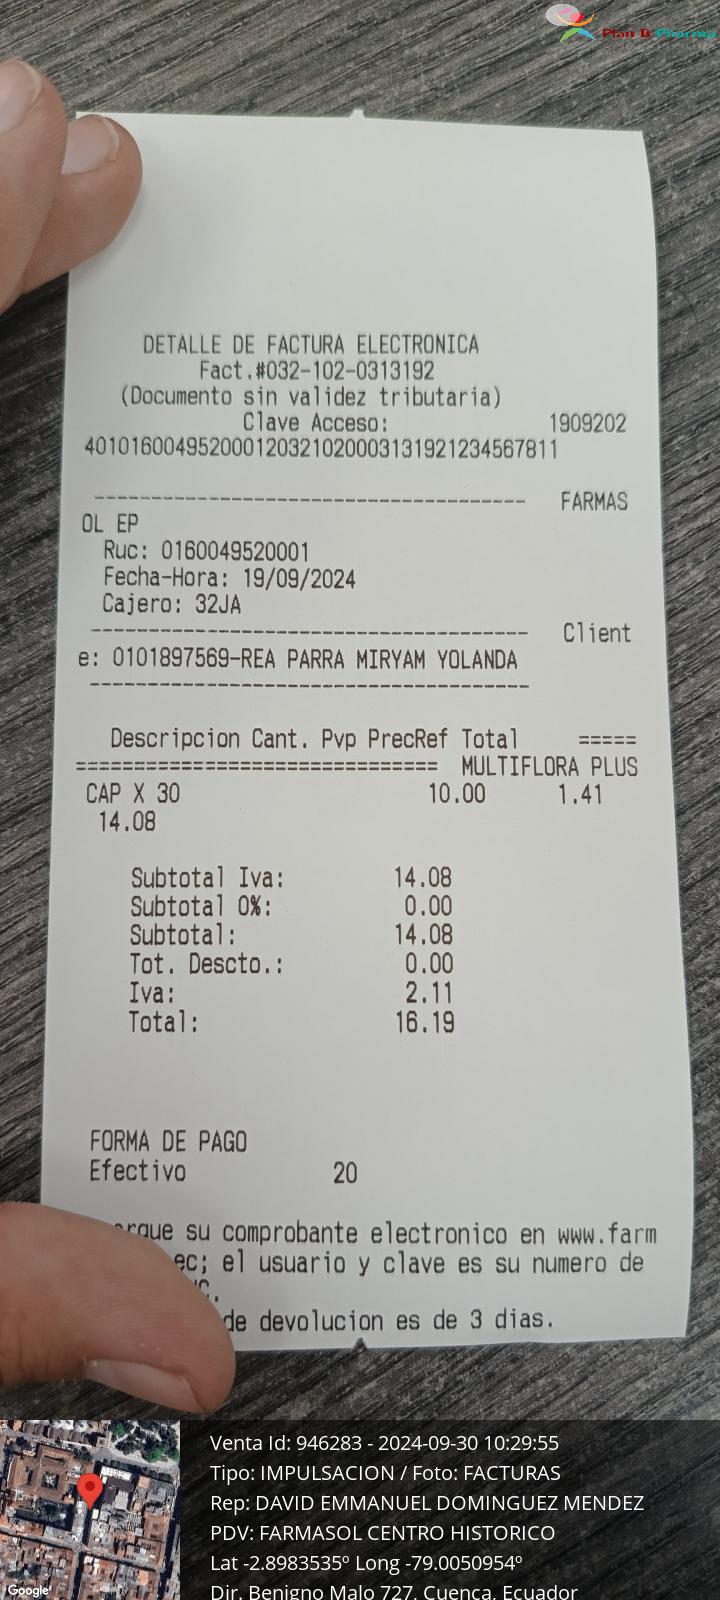 Plan B Pharma
DETALLE DE FACTURA ELECTRONICA
Fact.#032-102-0313192
(Documento sin validez tributaria)
Clave Acceso: 1909202
401016004952000120321020003131921234567811
---------------------------------------- FARMAS
OL EP
Ruc: 0160049520001
Fecha-Hora: 19/09/2024
Cajero: 32JA
---------------------------------------- Client
e: 0101897569-REA PARRA MIRYAM YOLANDA
----------------------------------------
Descripcion Cant. Pvp PrecRef Total =====
=============================== MULTIFLORA PLUS
CAP X 30 10.00 1.41
14.08
Subtotal Iva: 14.08
Subtotal 0%: 0.00
Subtotal: 14.08
Tot. Descto.: 0.00
Iva: 2.11
Total: 16.19
FORMA DE PAGO
Efectivo 20
su comprobante electronico en www.farm
ec; el usuario y clave es su numero de
de devolucion es de 3 dias.
Venta Id: 946283 - 2024-09-30 10:29:55
Tipo: IMPULSACION / Foto: FACTURAS
Rep: DAVID EMMANUEL DOMINGUEZ MENDEZ
PDV: FARMASOL CENTRO HISTORICO
Lat -2.8983535º Long -79.0050954º
Dir. Benigno Malo 727, Cuenca, Ecuador
Google